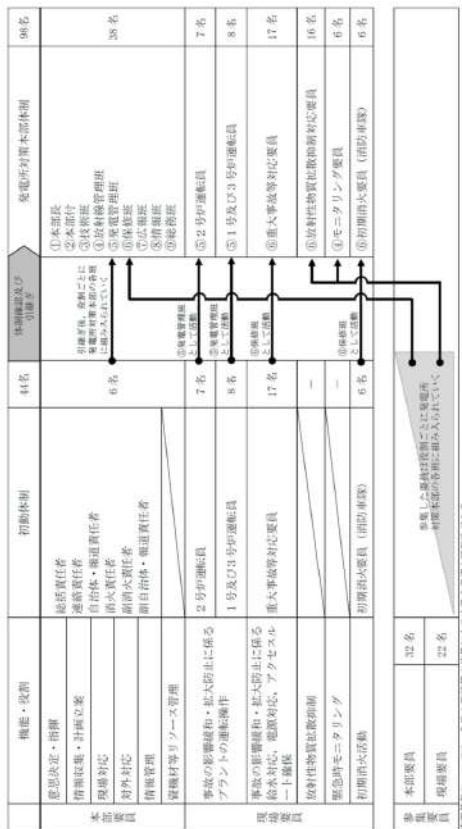 機能・役割
初動体制
44名
体制確認及び
引継ぎ
発電所対策本部体制
98名
本部要員
意思決定・指揮
情報収集・計画立案
現場対応
対外対応
情報管理
資機材等リソース管理
総括責任者
連絡責任者
自治体・報道責任者
消火責任者
副消火責任者
副自治体・報道責任者
6名
引継ぎ後、役割ごとに
発電所対策本部の各班
に組み入れられていく
①本部長
②本部付
③技術班
④放射線管理班
⑤発電管理班
⑥保修班
⑦広報班
⑧情報班
⑨総務班
38名
現場要員
事故の影響緩和・拡大防止に係る
プラントの運転操作
2号炉運転員
7名
⑤発電管理班
として活動
⑤2号炉運転員
7名
1号及び3号炉運転員
8名
⑤発電管理班
として活動
⑤1号及び3号炉運転員
8名
事故の影響緩和・拡大防止に係る
給水対応、電源対応、アクセスル
ート確保
重大事故等対応要員
17名
⑥保修班
として活動
⑥重大事故等対応要員
17名
放射性物質拡散抑制
－
⑥放射性物質拡散抑制対応要員
16名
緊急時モニタリング
－
④モニタリング要員
6名
初期消火活動
初期消火要員（消防車隊）
6名
⑥保修班
として活動
⑥初期消火要員（消防車隊）
6名
参集要員
本部要員
32名
現場要員
22名
参集した要員は役割ごとに発電所
対策本部の各班に組み入れられていく